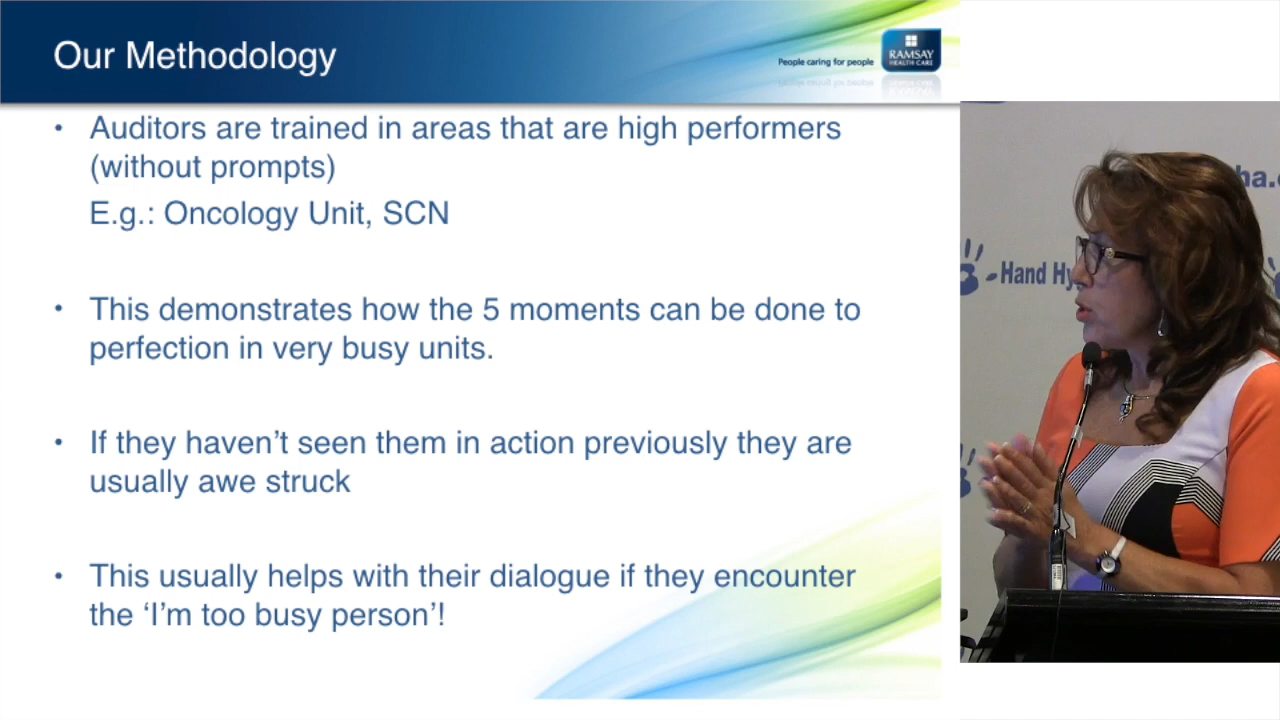 Our Methodology
People caring for people
RAMSAY
HEALTH CARE
• Auditors are trained in areas that are high performers
(without prompts)
E.g.: Oncology Unit, SCN
• This demonstrates how the 5 moments can be done to
perfection in very busy units.
• If they haven't seen them in action previously they are
usually awe struck
• This usually helps with their dialogue if they encounter
the ‘I’m too busy person’!
ha.
- Hand Hy